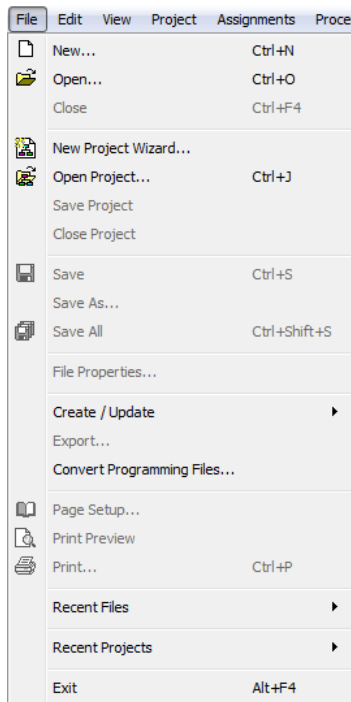 File Edit View Project Assignments Proce
New... Ctrl+N
Open... Ctrl+O
Close Ctrl+F4
New Project Wizard...
Open Project... Ctrl+J
Save Project
Close Project
Save Ctrl+S
Save As...
Save All Ctrl+Shift+S
File Properties...
Create / Update
Export...
Convert Programming Files...
Page Setup...
Print Preview
Print... Ctrl+P
Recent Files
Recent Projects
Exit Alt+F4